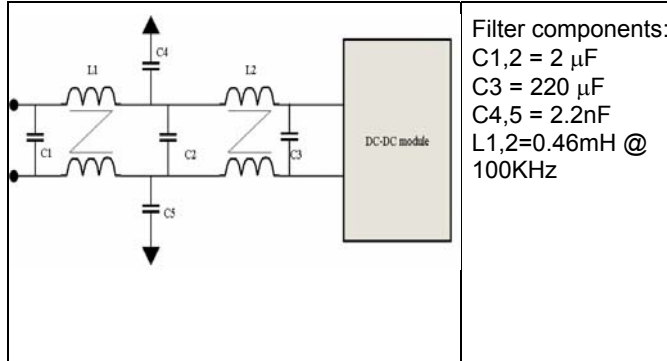 C4
L1
L2
C1
C2
C3
DC-DC module
C5
Filter components:
C1,2 = 2 μF
C3 = 220 μF
C4,5 = 2.2nF
L1,2=0.46mH @
100KHz